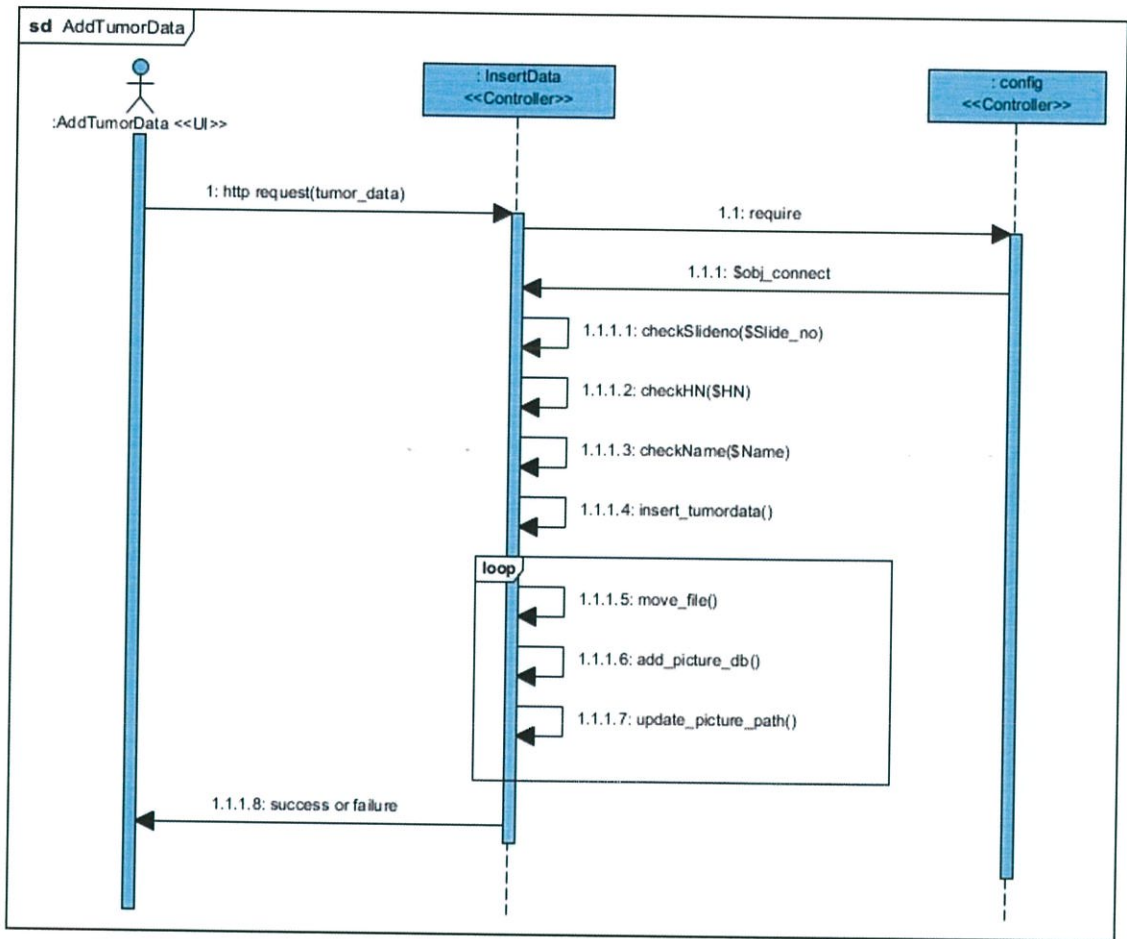 sd AddTumorData
:AddTumorData <<UI>>
: InsertData
<<Controller>>
: config
<<Controller>>
1: http request(tumor_data)
1.1: require
1.1.1: $obj_connect
1.1.1.1: checkSlideno($Slide_no)
1.1.1.2: checkHN($HN)
1.1.1.3: checkName($Name)
1.1.1.4: insert_tumordata()
loop
1.1.1.5: move_file()
1.1.1.6: add_picture_db()
1.1.1.7: update_picture_path()
1.1.1.8: success or failure